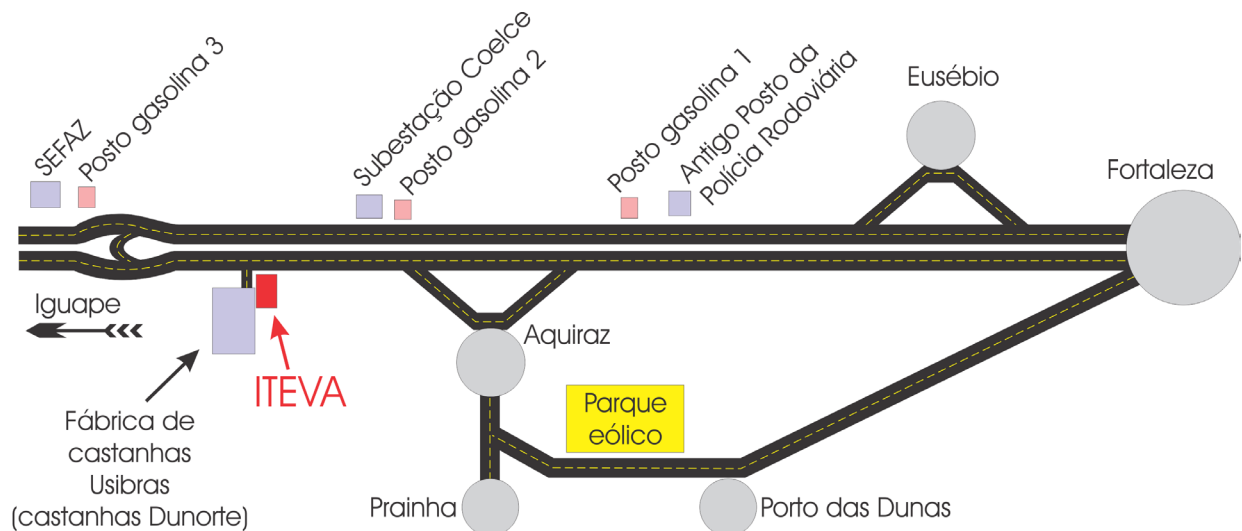 SEFAZ
Posto gasolina 3
Subestação Coelce
Posto gasolina 2
Posto gasolina 1
Antigo Posto da
Polícia Rodoviária
Eusébio
Fortaleza
Iguape
ITEVA
Fábrica de
castanhas
Usibras
(castanhas Dunorte)
Aquiraz
Parque
eólico
Prainha
Porto das Dunas